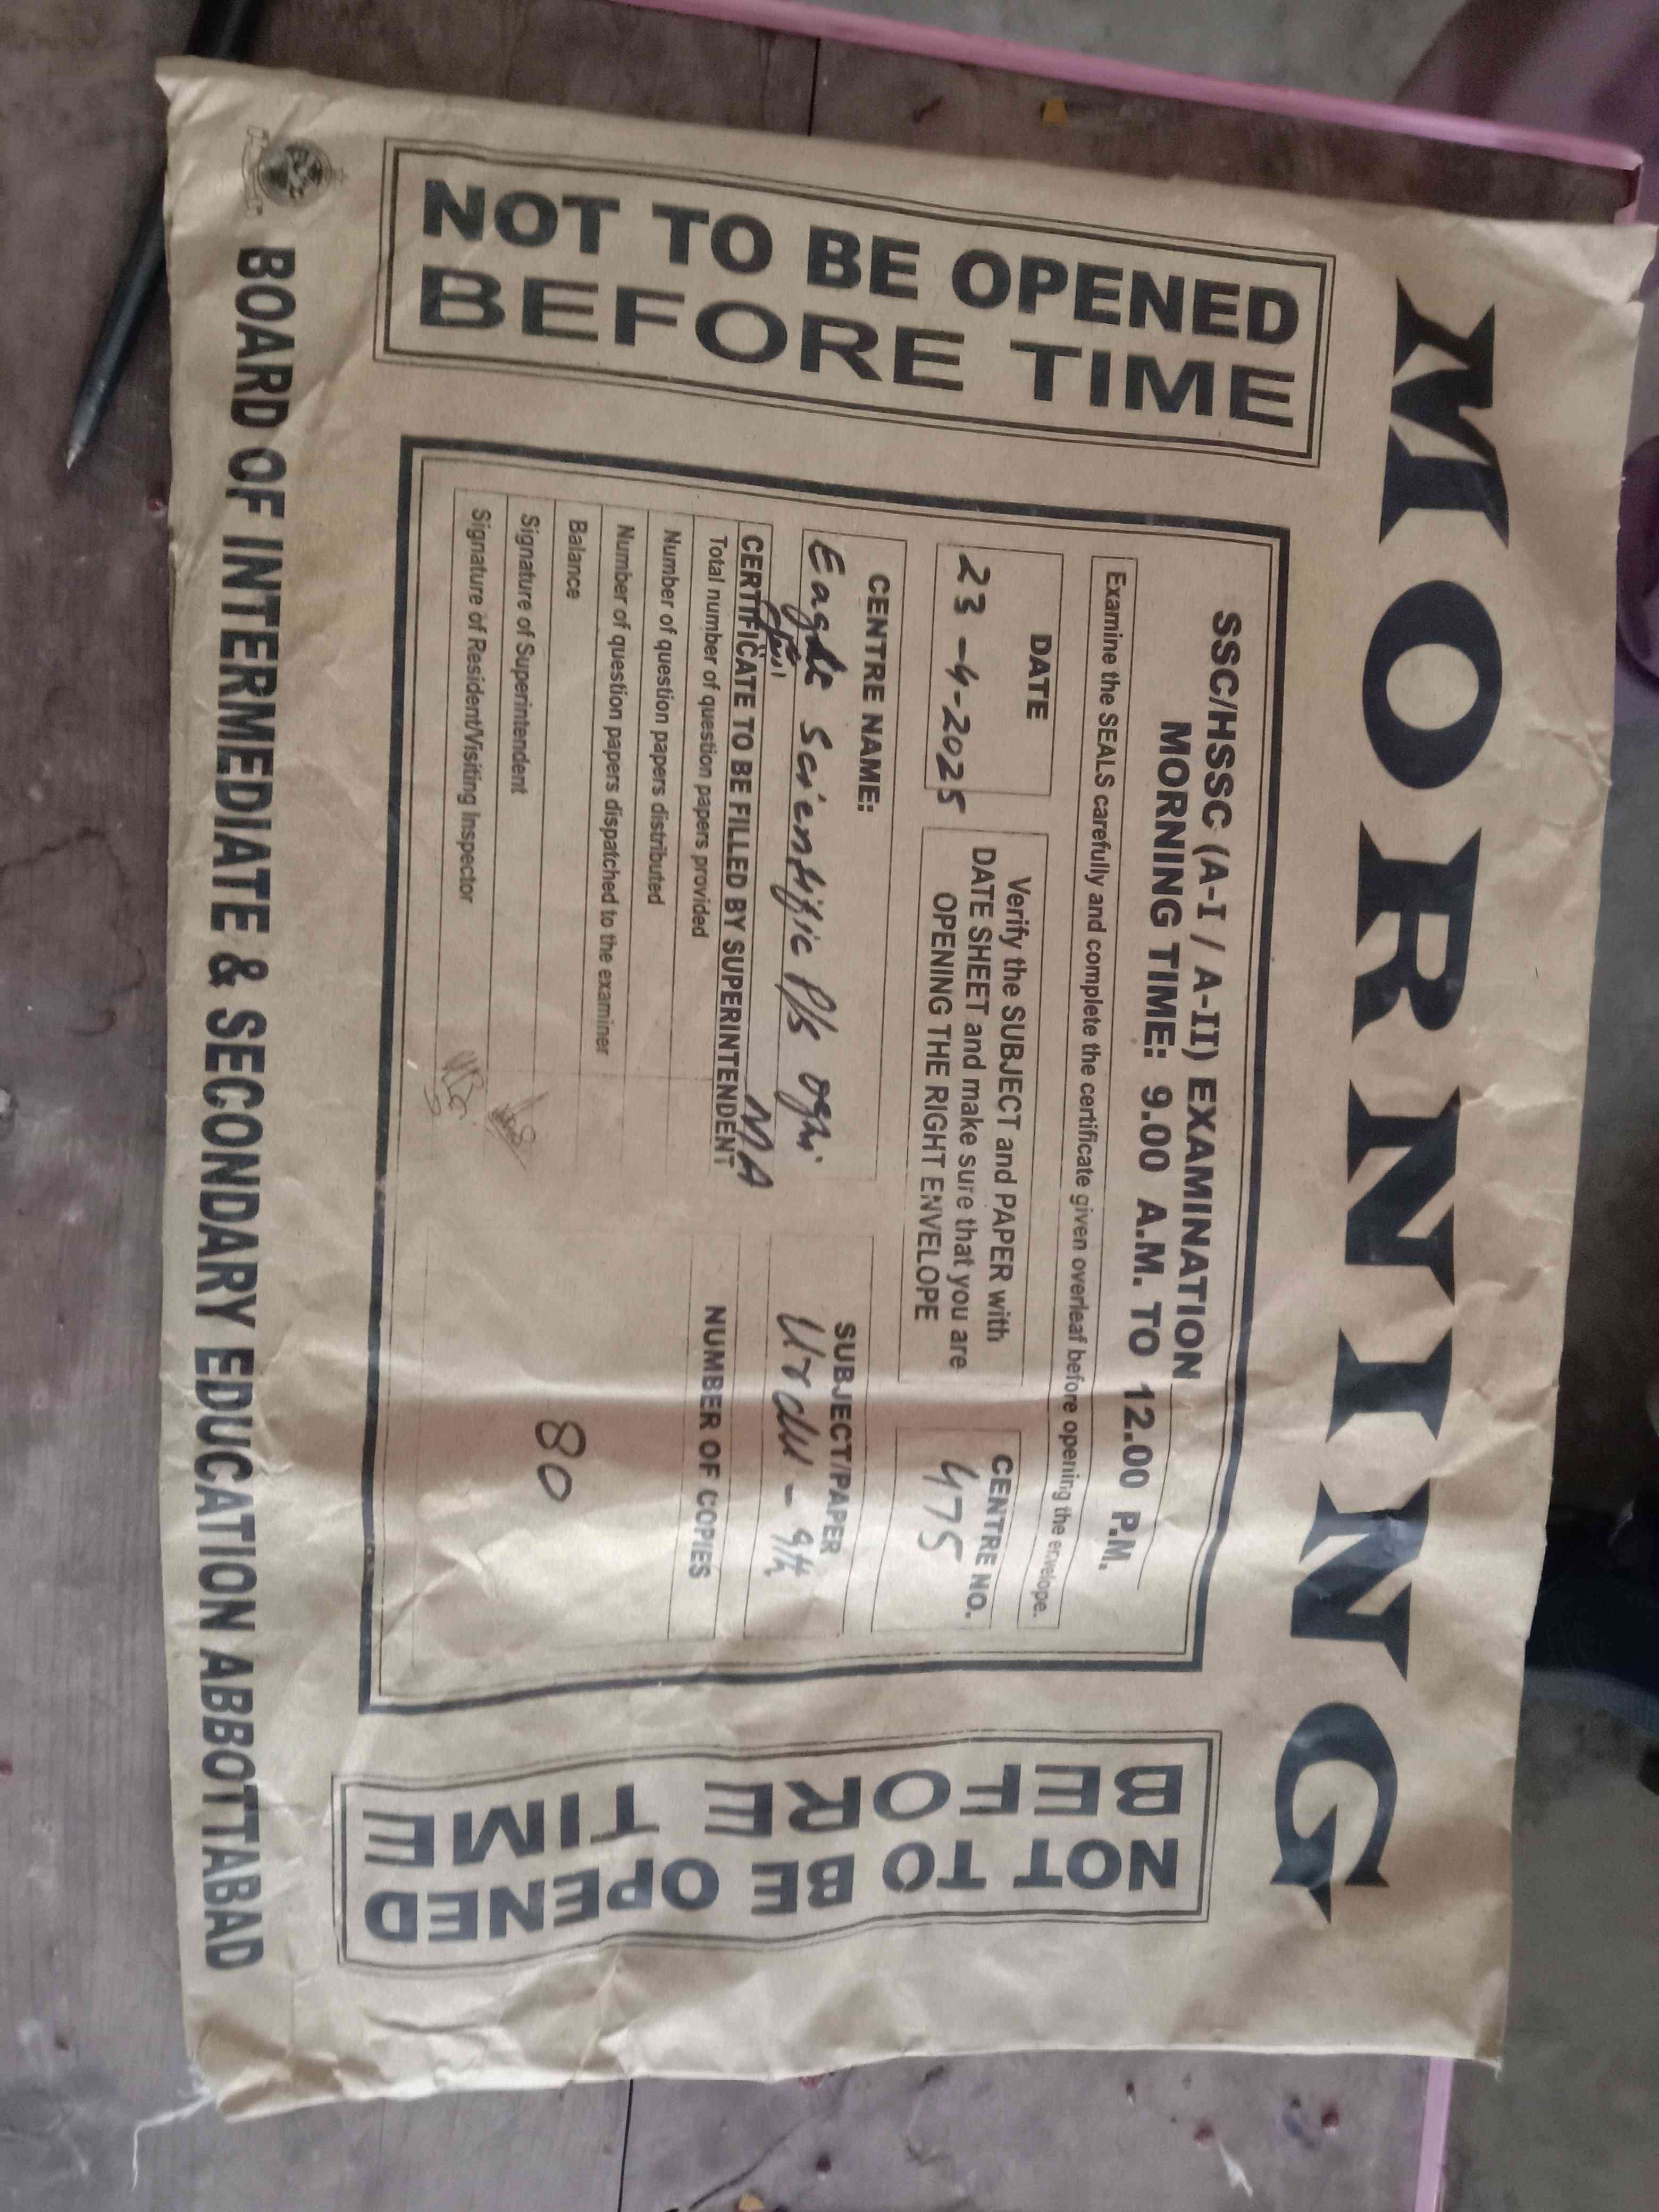 MORNING
NOT TO BE OPENED
BEFORE TIME
SSC/HSSC (A-I / A-II) EXAMINATION
MORNING TIME: 9.00 A.M. TO 12.00 P.M.
Examine the SEALS carefully and complete the certificate given overleaf before opening the envelope.
DATE
23-4-2025
Verify the SUBJECT and PAPER with
DATE SHEET and make sure that you are
OPENING THE RIGHT ENVELOPE
CENTRE NO.
475
CENTRE NAME:
Eagle Scientific P/s oghi
MA
SUBJECT/PAPER
Urdu - 9th
CERTIFICATE TO BE FILLED BY SUPERINTENDENT
NUMBER OF COPIES
Total number of question papers provided
Number of question papers distributed
Number of question papers dispatched to the examiner
Balance
80
Signature of Superintendent
Signature of Resident/Visiting Inspector
NOT TO BE OPENED
BEFORE TIME
BOARD OF INTERMEDIATE & SECONDARY EDUCATION ABBOTTABAD